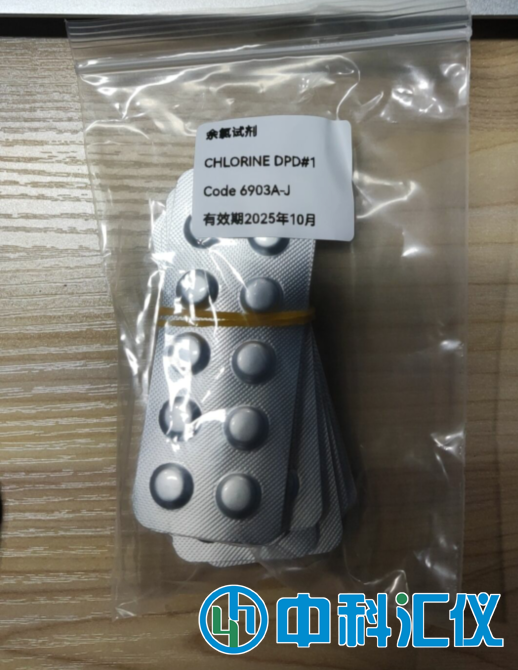 余氯试剂
CHLORINE DPD#1
Code 6903A-J
有效期2025年10月
中科汇仪